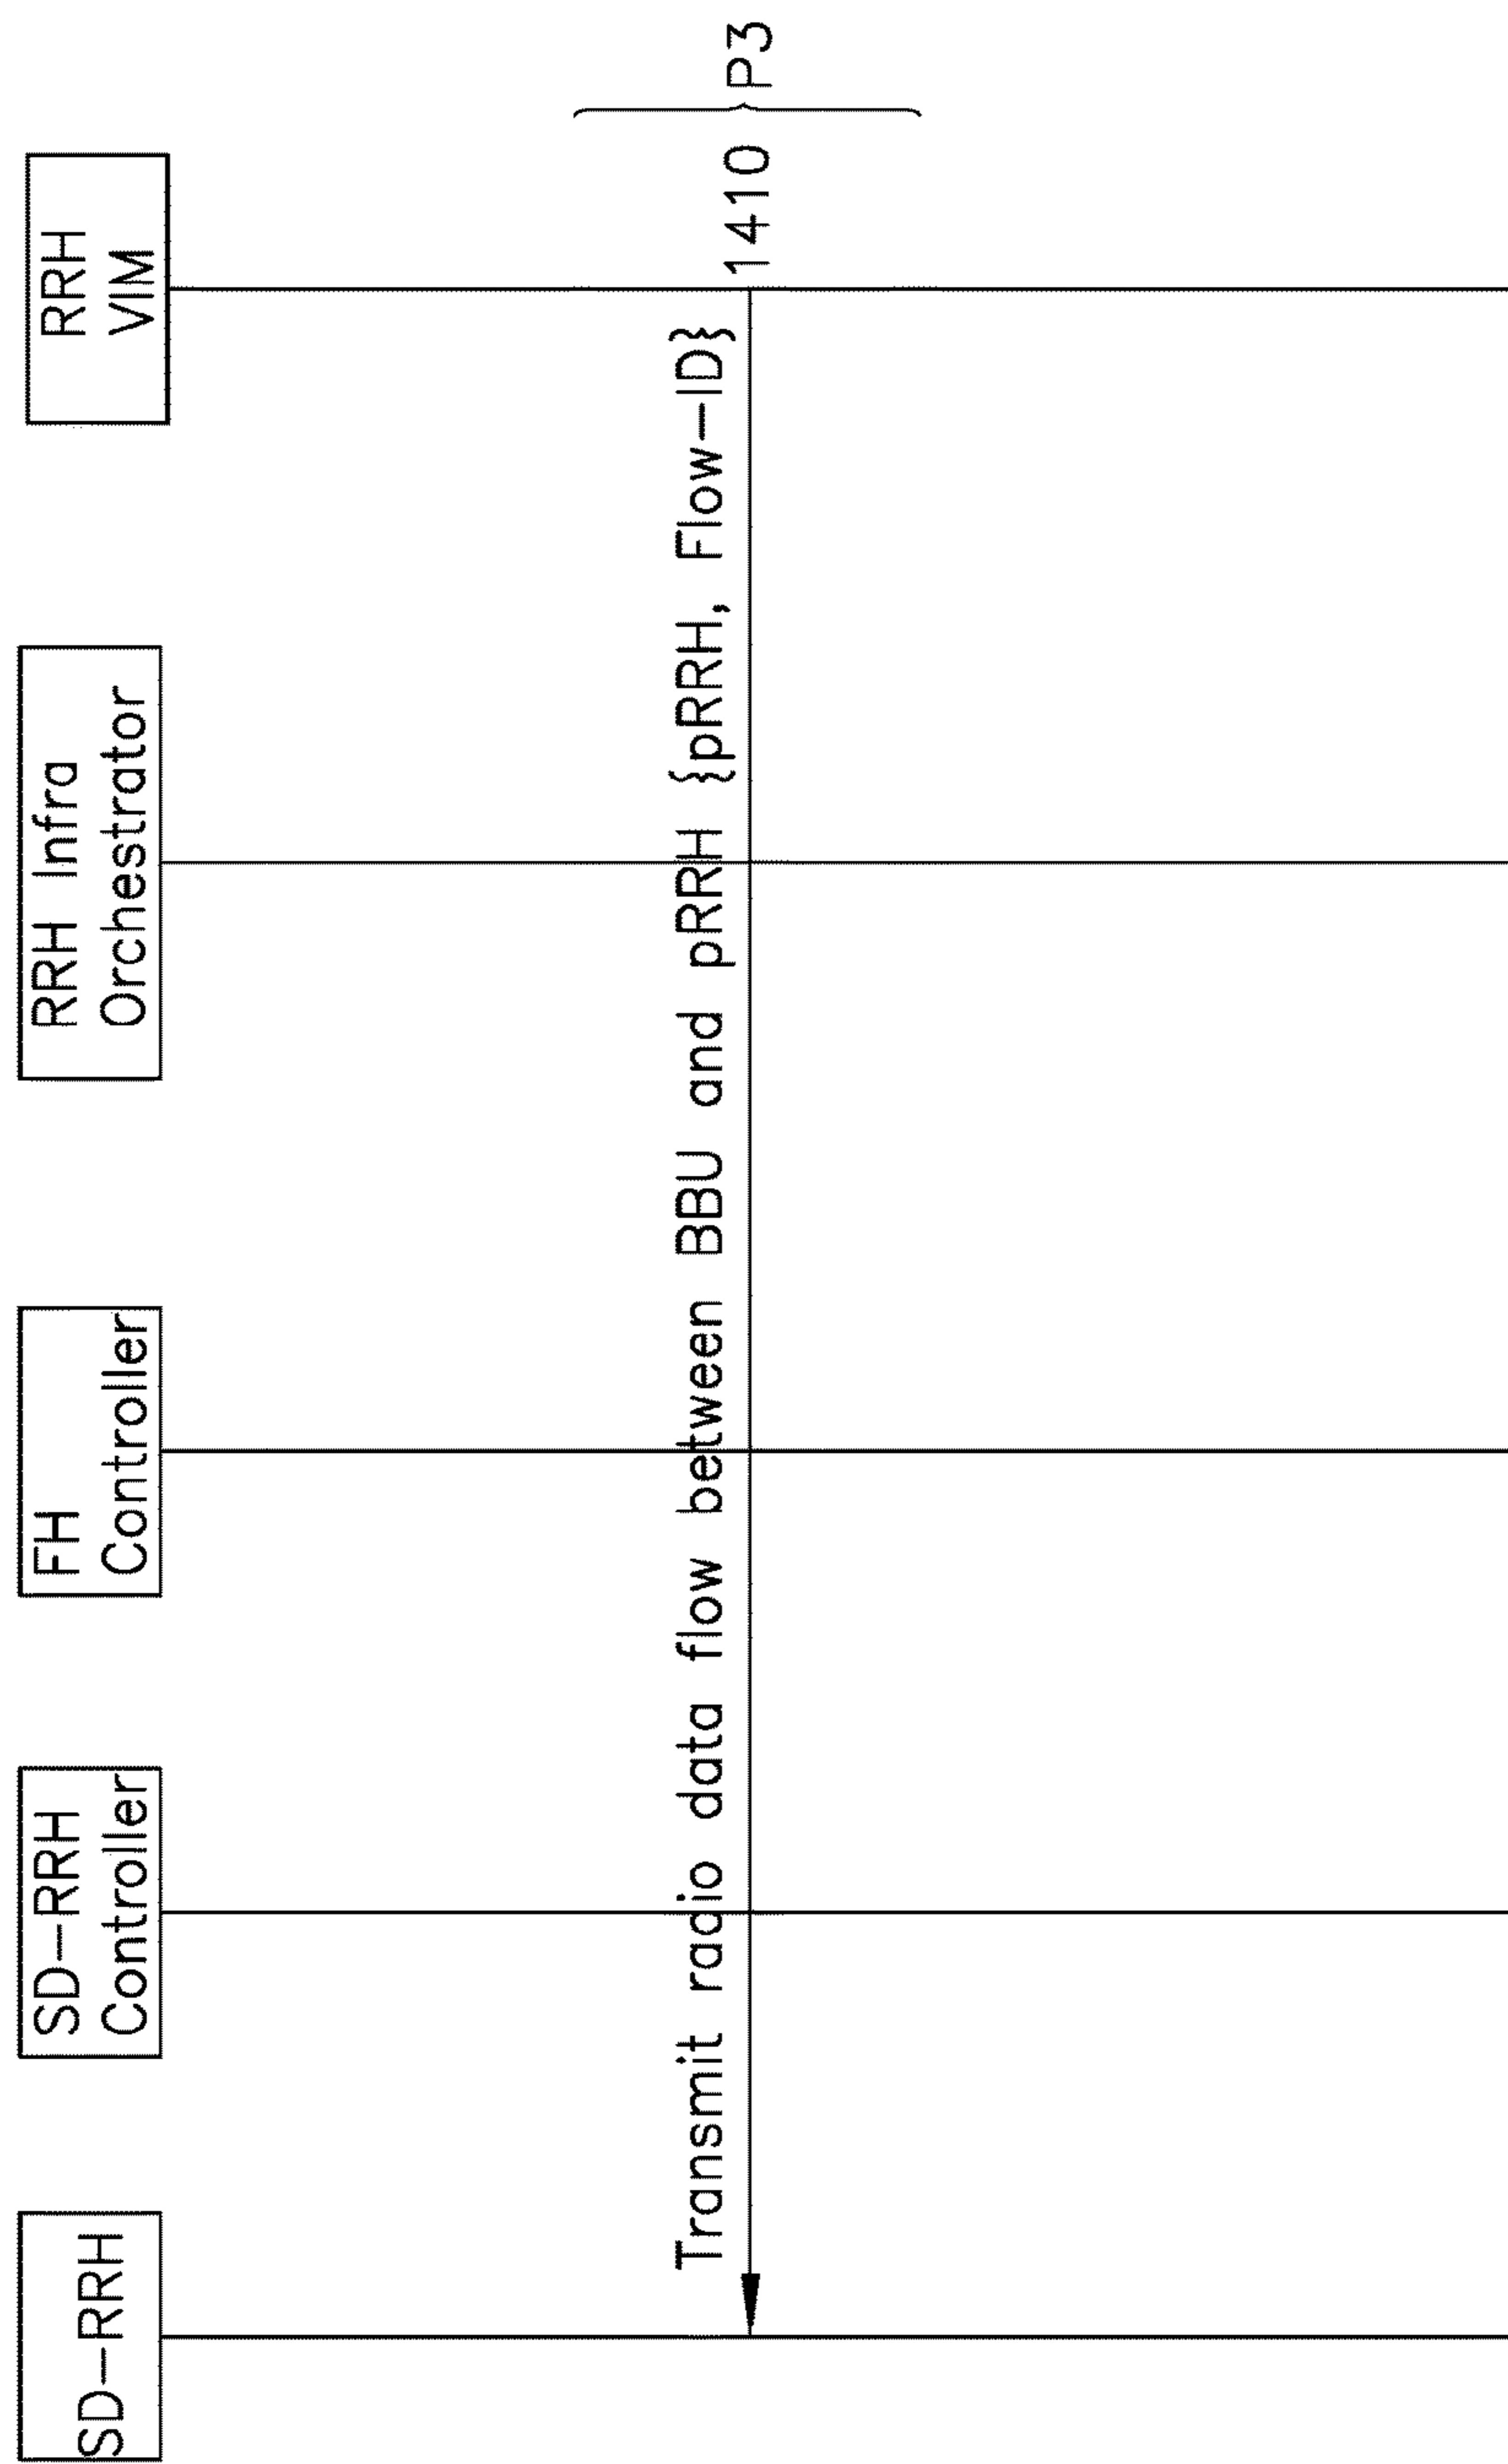 SD-RRH
SD-RRH
Controller
FH
Controller
RRH Infra
Orchestrator
RRH
VIM
Transmit radio data flow between BBU and pRRH {pRRH, Flow-ID}
1410
P3